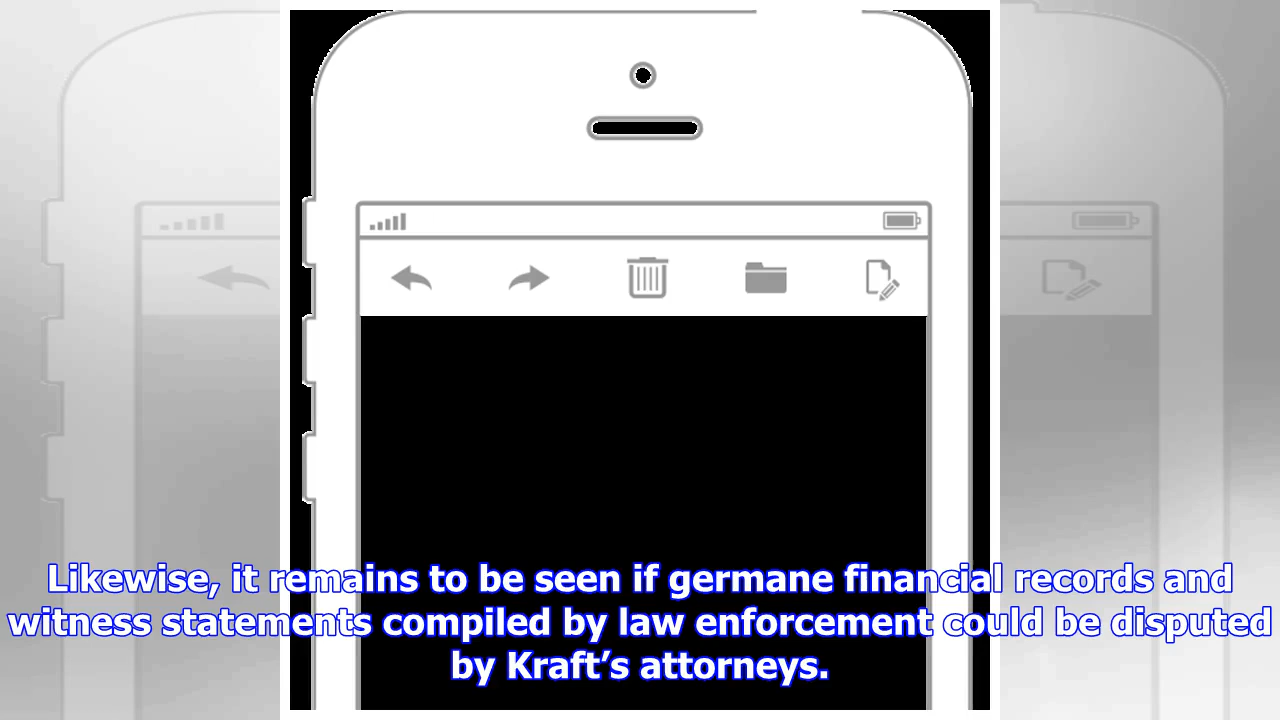 Likewise, it remains to be seen if germane financial records and
witness statements compiled by law enforcement could be disputed
by Kraft’s attorneys.